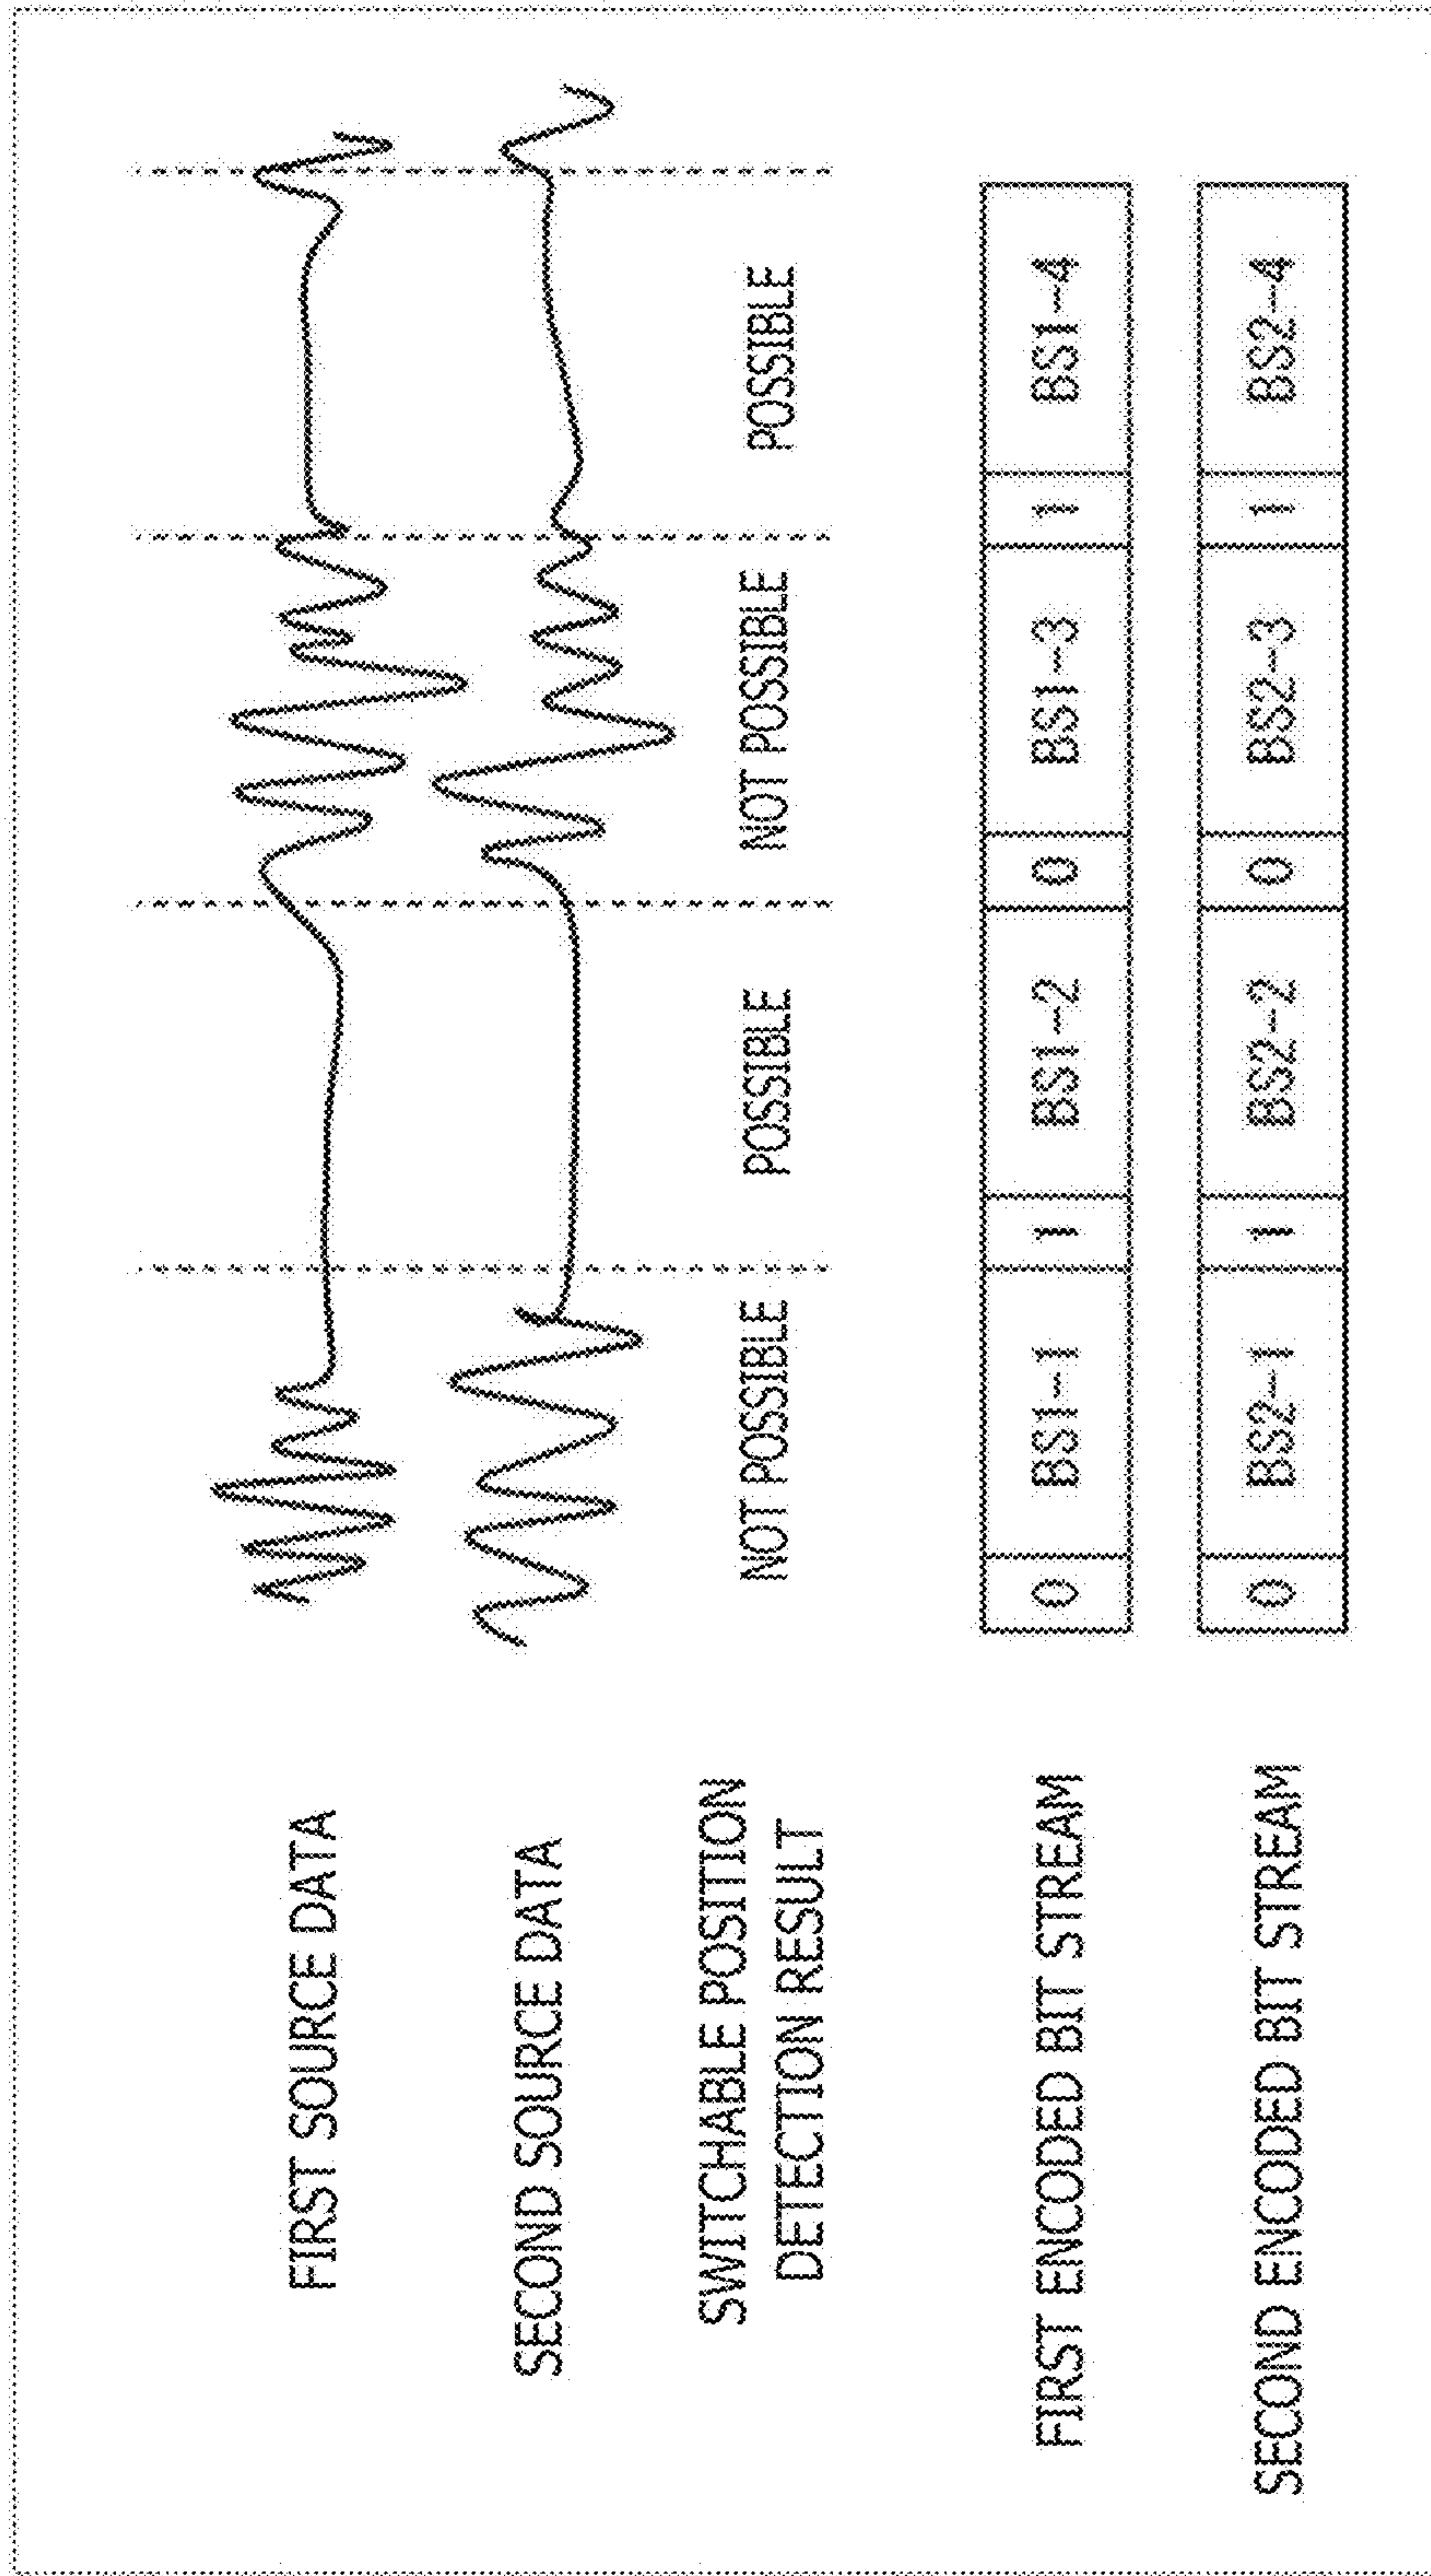 FIRST SOURCE DATA
SECOND SOURCE DATA
SWITCHABLE POSITION
DETECTION RESULT
NOT POSSIBLE POSSIBLE NOT POSSIBLE POSSIBLE
FIRST ENCODED BIT STREAM 0 BS1-1 1 BS1-2 0 BS1-3 1 BS1-4
SECOND ENCODED BIT STREAM 0 BS2-1 1 BS2-2 0 BS2-3 1 BS2-4